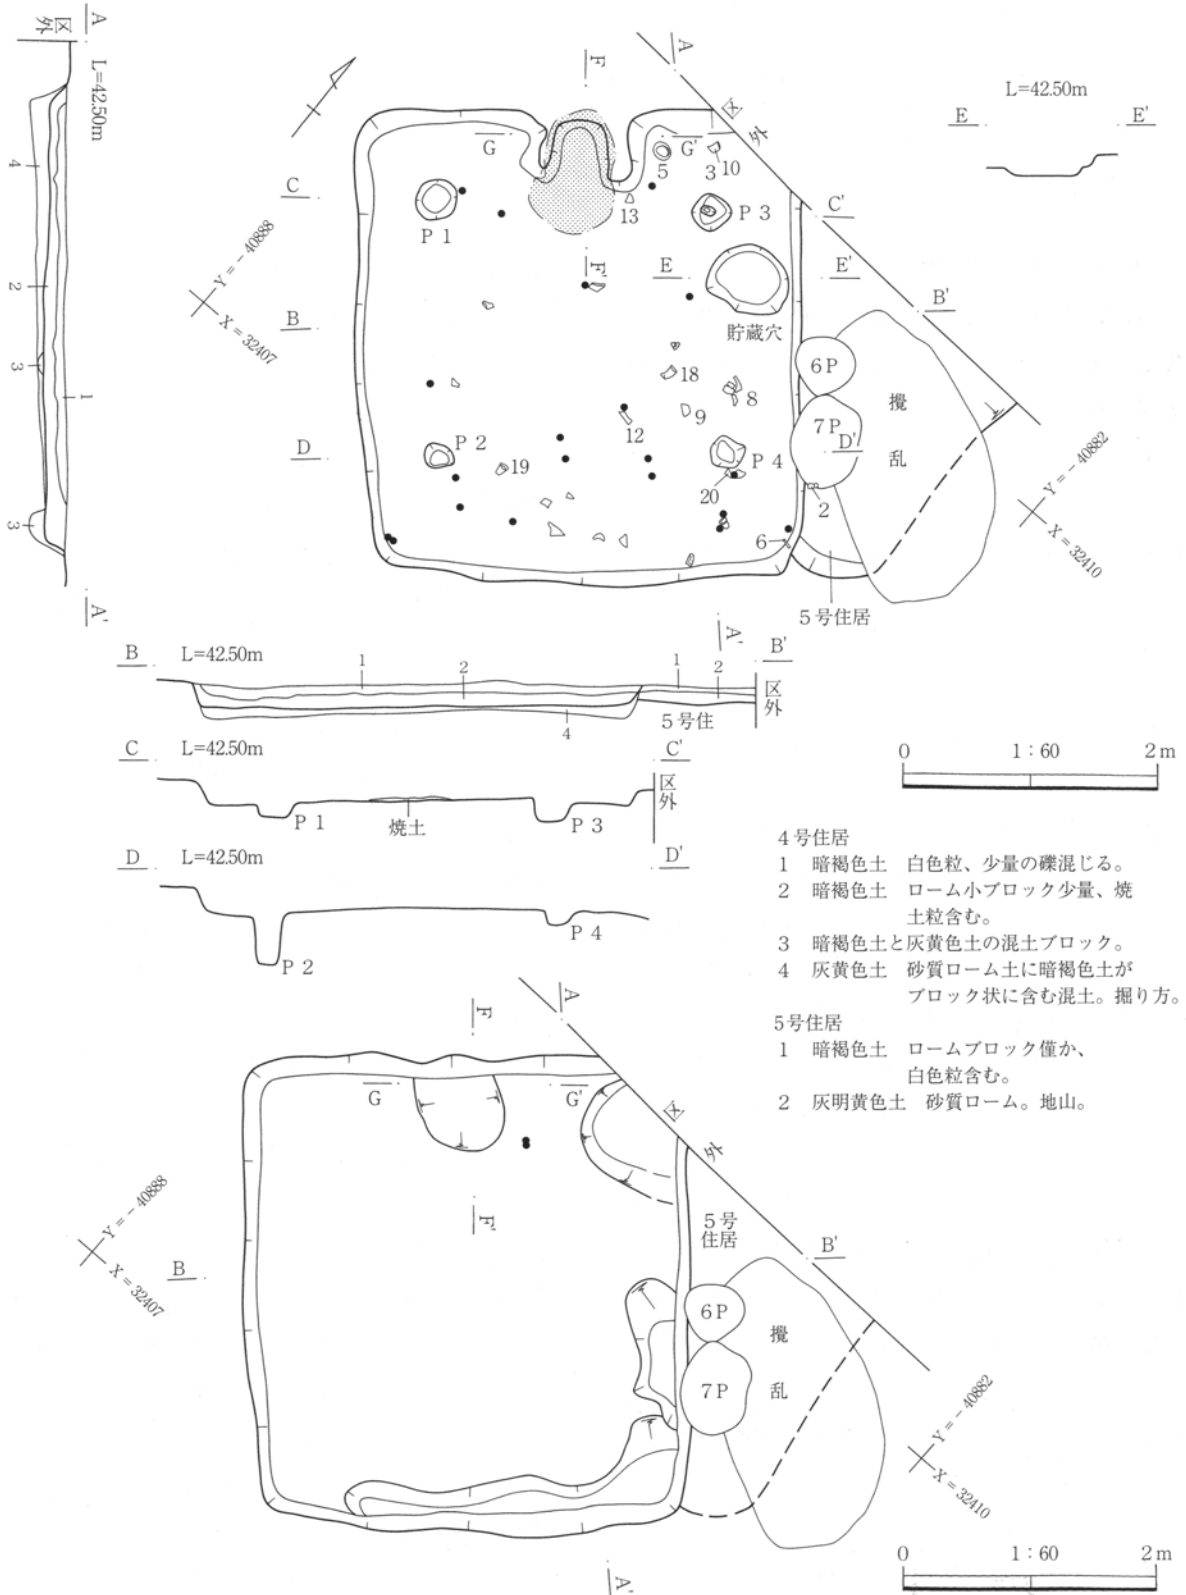 A
区外
L=42.50m
4
2
3
1
3
A'
F
A
区
外
L=42.50m
E
E'
G
G'
5
3
10
C
C'
13
P 1
P 3
Y=-40888
X=32407
F'
E
E'
B'
B
貯蔵穴
6P
18
8
攪
9
7P
D'
12
乱
D
P 2
P 4
19
20
2
Y=-40882
X=32410
6
5号住居
A'
B
L=42.50m
1
2
1
2
B'
区外
4
5号住
C
L=42.50m
C'
区外
P 1
焼土
P 3
0
1:60
2m
D
L=42.50m
D'
P 2
P 4
4号住居
1 暗褐色土 白色粒、少量の礫混じる。
2 暗褐色土 ローム小ブロック少量、焼
土粒含む。
3 暗褐色土と灰黄色土の混土ブロック。
4 灰黄色土 砂質ローム土に暗褐色土が
ブロック状に含む混土。掘り方。
5号住居
1 暗褐色土 ロームブロック僅か、
白色粒含む。
2 灰明黄色土 砂質ローム。地山。
F
A
G
G'
区
外
Y=-40888
X=32407
F'
5号
住居
B
B'
6P
攪
7P
乱
Y=-40882
X=32410
A'
0
1:60
2m